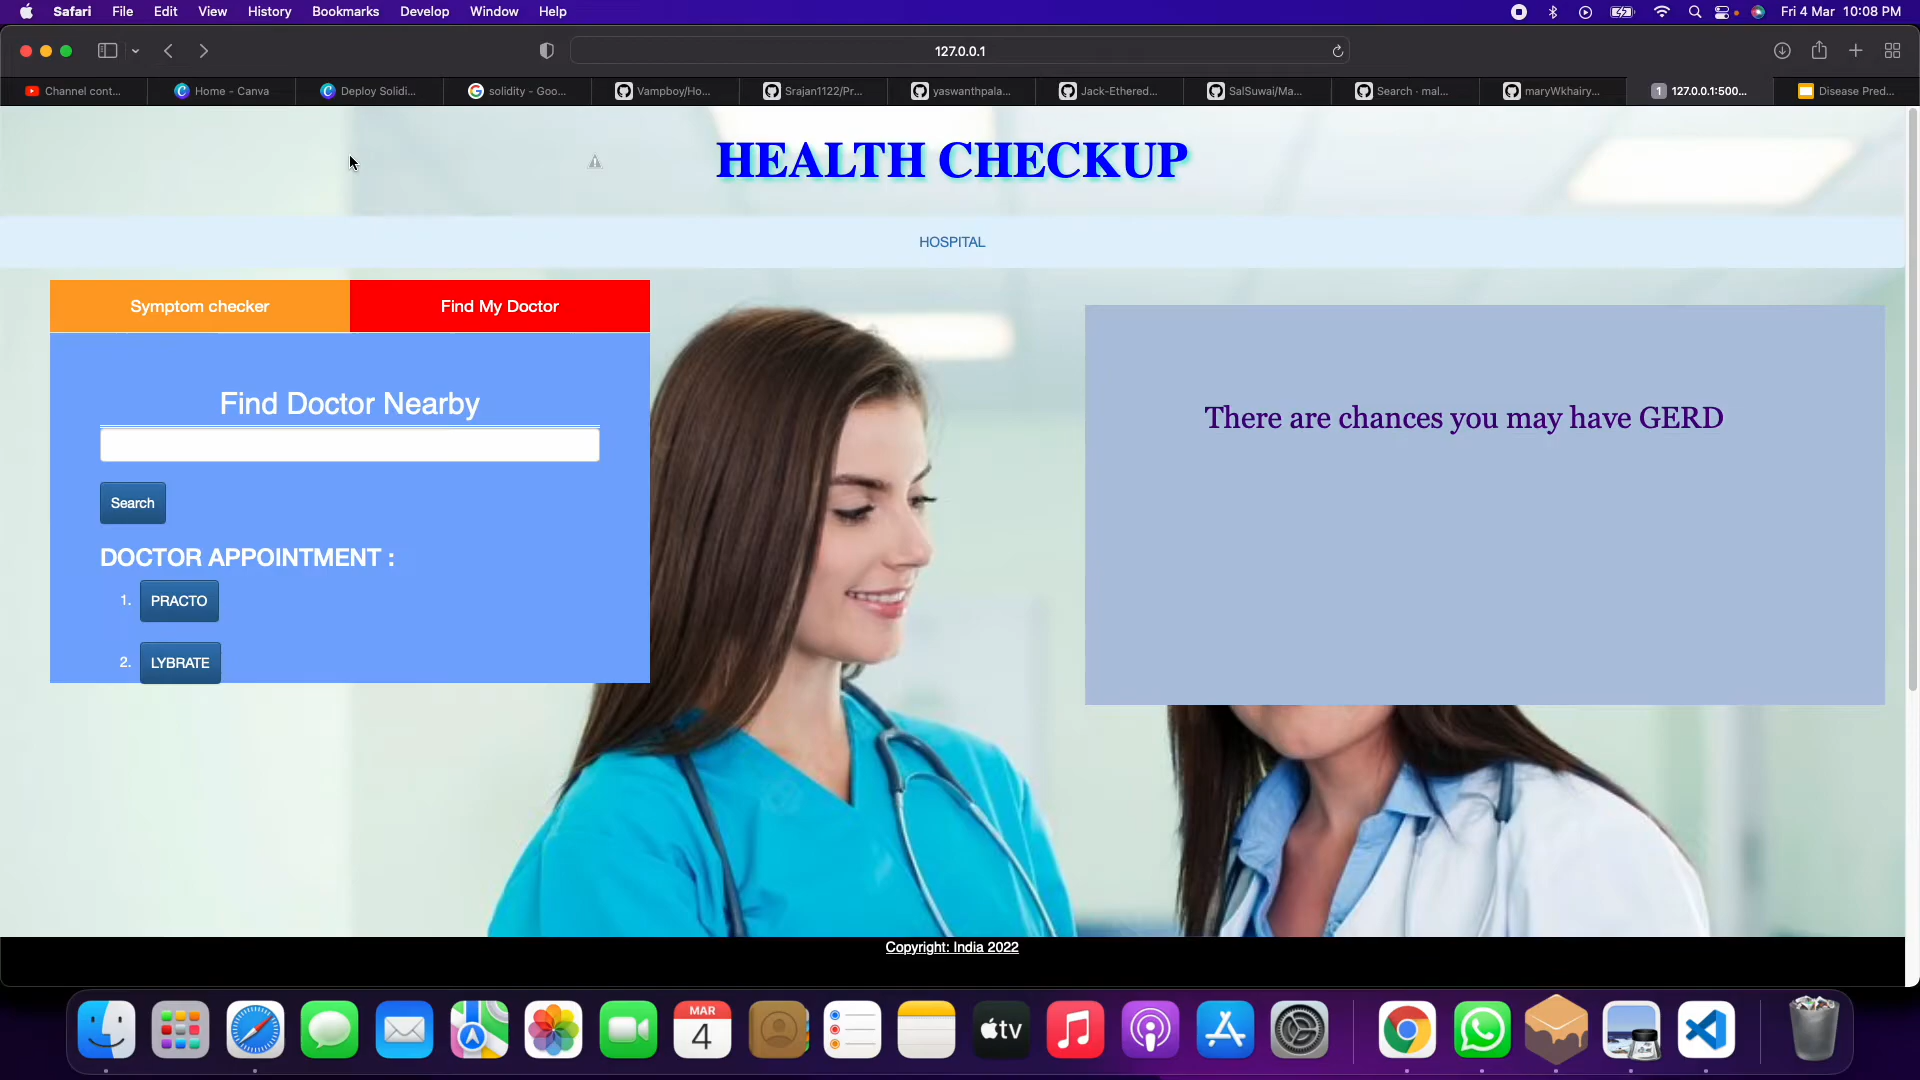 Safari File Edit View History Bookmarks Develop Window Help
Fri 4 Mar 10:08 PM
127.0.0.1
Channel cont...
Home - Canva
Deploy Solidi...
solidity - Goo...
Vampboy/Ho...
Srajan1122/Pr...
yaswanthpala...
Jack-Ethered...
SalSuwai/Ma...
Search · mal...
maryWkhairy...
1 127.0.0.1:500...
Disease Pred...
HEALTH CHECKUP
HOSPITAL
Symptom checker
Find My Doctor
Find Doctor Nearby
Search
DOCTOR APPOINTMENT :
1. PRACTO
2. LYBRATE
There are chances you may have GERD
Copyright: India 2022
MAR
4
tv